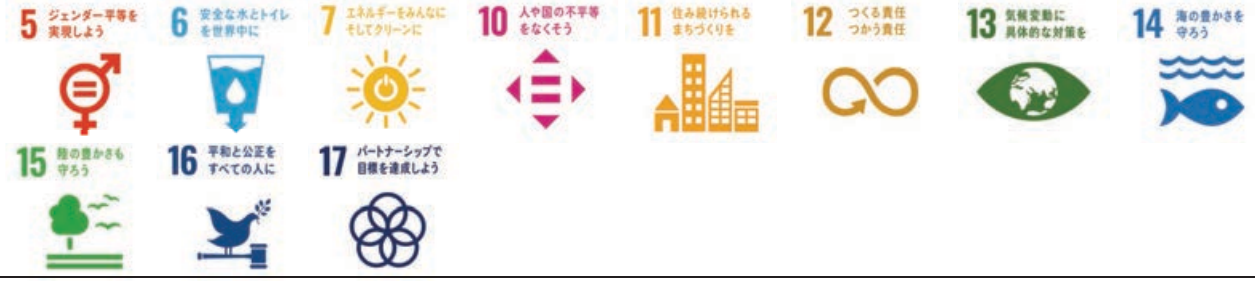 5 ジェンダー平等を
実現しよう
6 安全な水とトイレ
を世界中に
7 エネルギーをみんなに
そしてクリーンに
10 人や国の不平等
をなくそう
11 住み続けられる
まちづくりを
12 つくる責任
つかう責任
13 気候変動に
具体的な対策を
14 海の豊かさを
守ろう
15 陸の豊かさも
守ろう
16 平和と公正を
すべての人に
17 パートナーシップで
目標を達成しよう